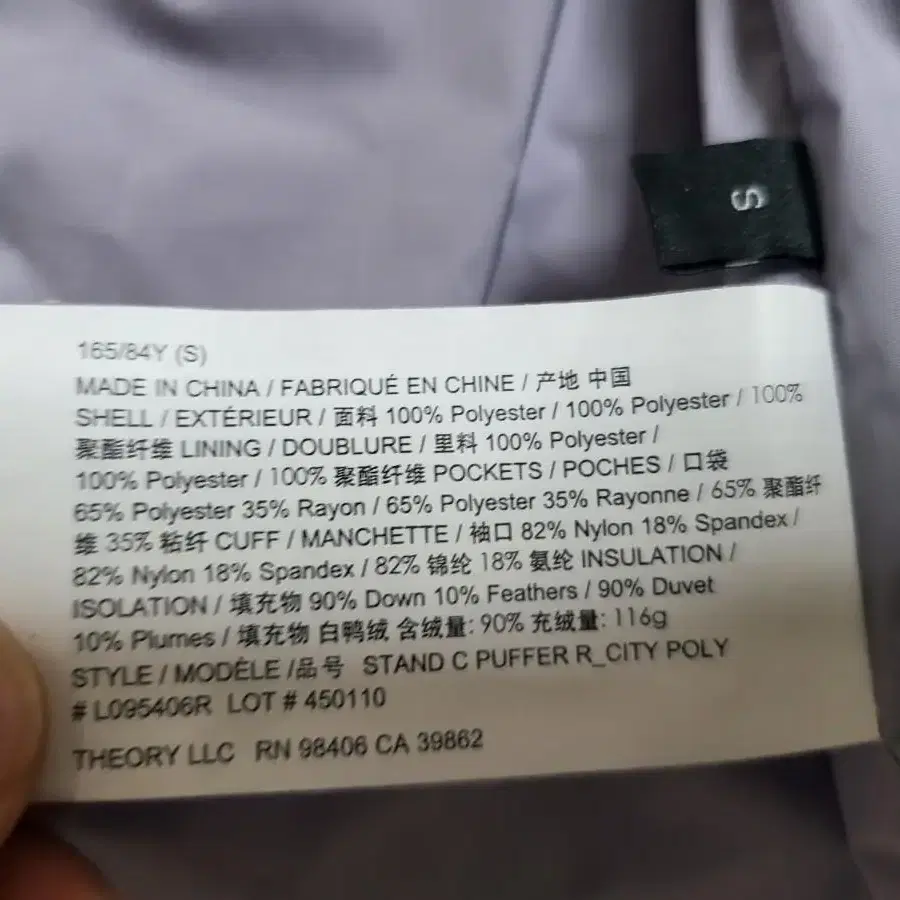 S
165/84Y (S)
MADE IN CHINA / FABRIQUÉ EN CHINE / 产地 中国
SHELL / EXTÉRIEUR / 面料 100% Polyester / 100% Polyester / 100%
聚酯纤维 LINING / DOUBLURE / 里料 100% Polyester /
100% Polyester / 100% 聚酯纤维 POCKETS / POCHES / 口袋
65% Polyester 35% Rayon / 65% Polyester 35% Rayonne / 65% 聚酯纤
维 35% 粘纤 CUFF / MANCHETTE / 袖口 82% Nylon 18% Spandex /
82% Nylon 18% Spandex / 82% 锦纶 18% 氨纶 INSULATION /
ISOLATION / 填充物 90% Down 10% Feathers / 90% Duvet
10% Plumes / 填充物 白鸭绒 含绒量: 90% 充绒量: 116g
STYLE / MODÈLE /品号 STAND C PUFFER R_CITY POLY
# L095406R LOT # 450110
THEORY LLC RN 98406 CA 39862